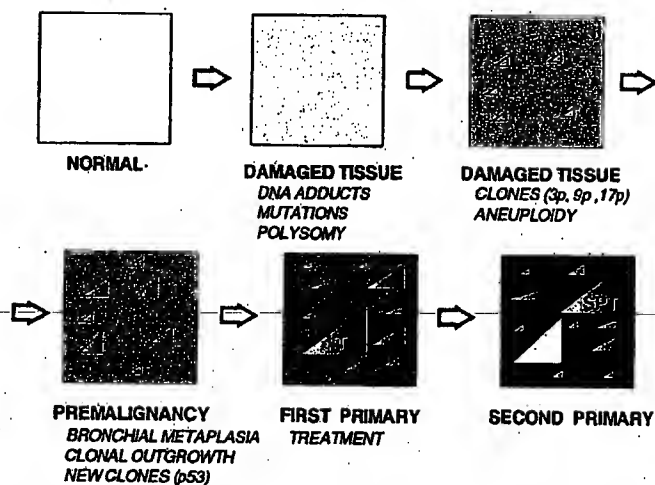 NORMAL.
DAMAGED TISSUE
DNA ADDUCTS
MUTATIONS
POLYSOMY
DAMAGED TISSUE
CLONES (3p, 9p ,17p)
ANEUPLOIDY
PREMALIGNANCY
BRONCHIAL METAPLASIA
CLONAL OUTGROWTH
NEW CLONES (p53)
FIRST PRIMARY
TREATMENT
SPT
SECOND PRIMARY